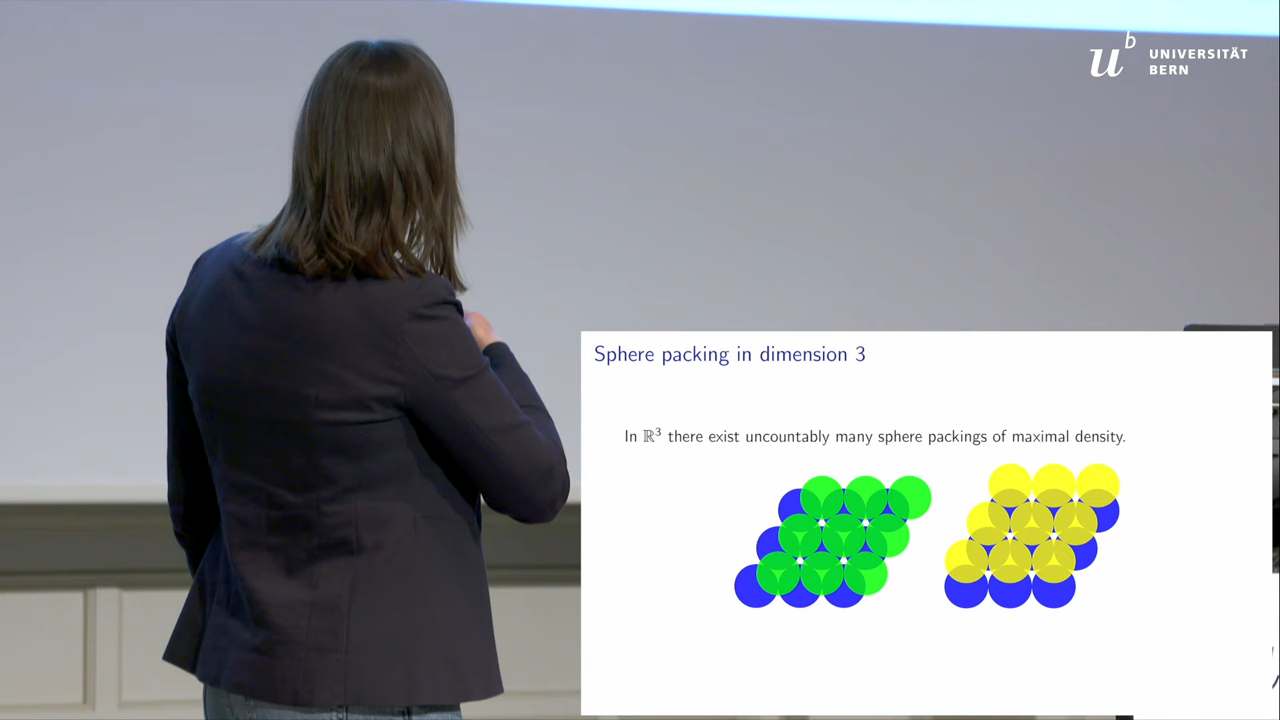 u b
UNIVERSITÄT
BERN
Sphere packing in dimension 3
In ℝ³ there exist uncountably many sphere packings of maximal density.